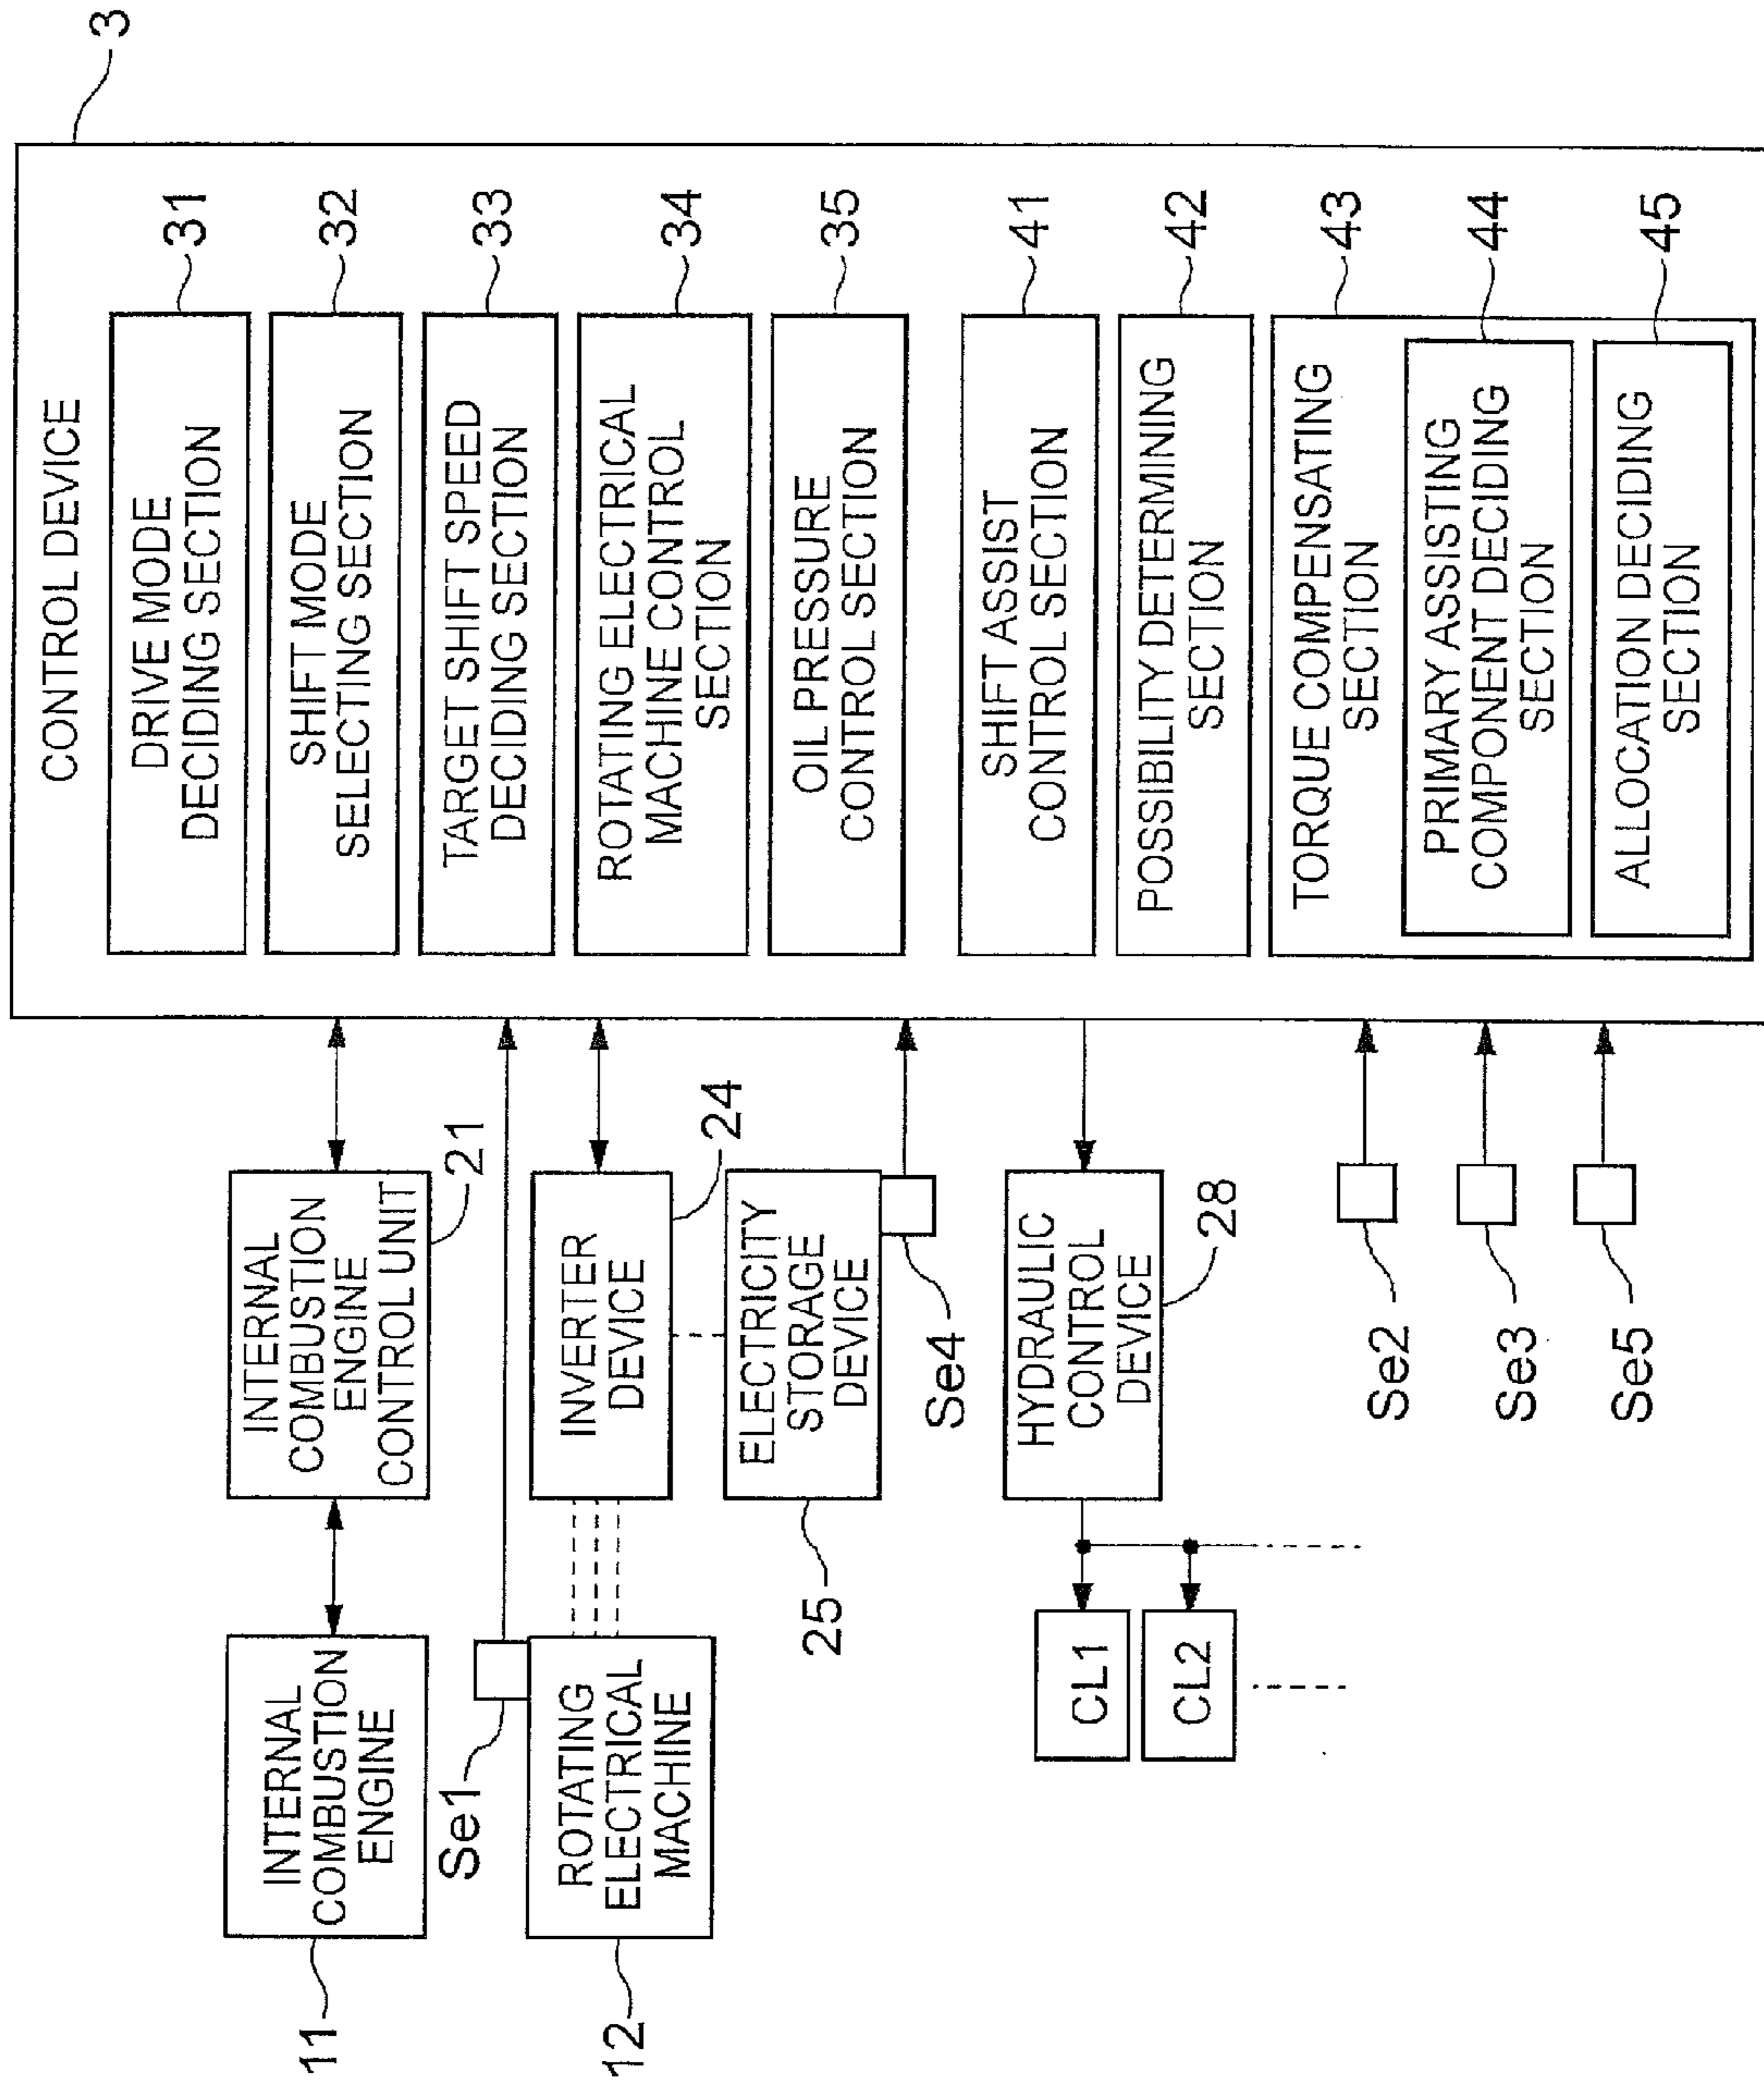 3
CONTROL DEVICE
DRIVE MODE
DECIDING SECTION
31
SHIFT MODE
SELECTING SECTION
32
TARGET SHIFT SPEED
DECIDING SECTION
33
ROTATING ELECTRICAL
MACHINE CONTROL
SECTION
34
OIL PRESSURE
CONTROL SECTION
35
SHIFT ASSIST
CONTROL SECTION
41
POSSIBILITY DETERMINING
SECTION
42
TORQUE COMPENSATING
SECTION
43
PRIMARY ASSISTING
COMPONENT DECIDING
SECTION
44
ALLOCATION DECIDING
SECTION
45
INTERNAL
COMBUSTION
ENGINE
CONTROL UNIT
21
INVERTER
DEVICE
24
ELECTRICITY
STORAGE
DEVICE
25
Se4
HYDRAULIC
CONTROL
DEVICE
28
Se2
Se3
Se5
INTERNAL
COMBUSTION
ENGINE
11
Se1
ROTATING
ELECTRICAL
MACHINE
12
CL1
CL2